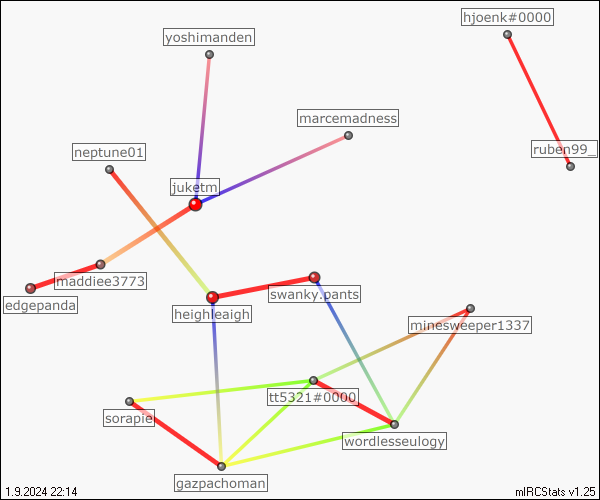 hjoenk#0000
yoshimanden
marcemadness
neptune01
ruben99_
juketm
maddiee3773
swanky.pants
edgepanda
heighleaigh
minesweeper1337
tt5321#0000
sorapie
wordlesseulogy
gazpachoman
1.9.2024 22:14
mIRCStats v1.25